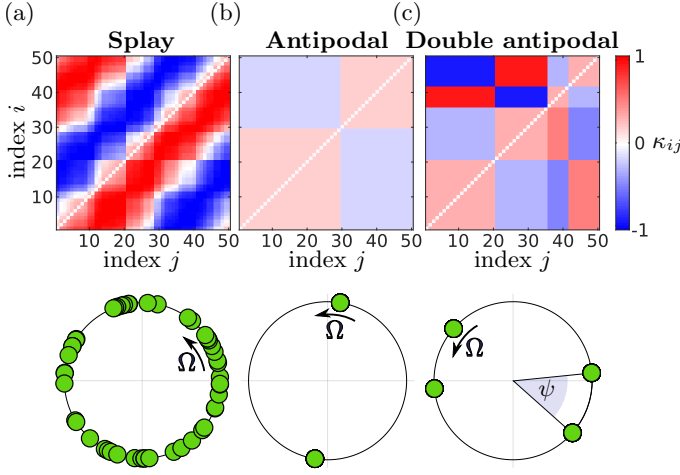 (a) (b) (c)
Splay Antipodal Double antipodal
50
40
30
20
10
index i
10 20 30 40 50
index j
10 20 30 40 50
index j
10 20 30 40 50
index j
1
0
-1
κij
Ω
Ω
Ω
ψ